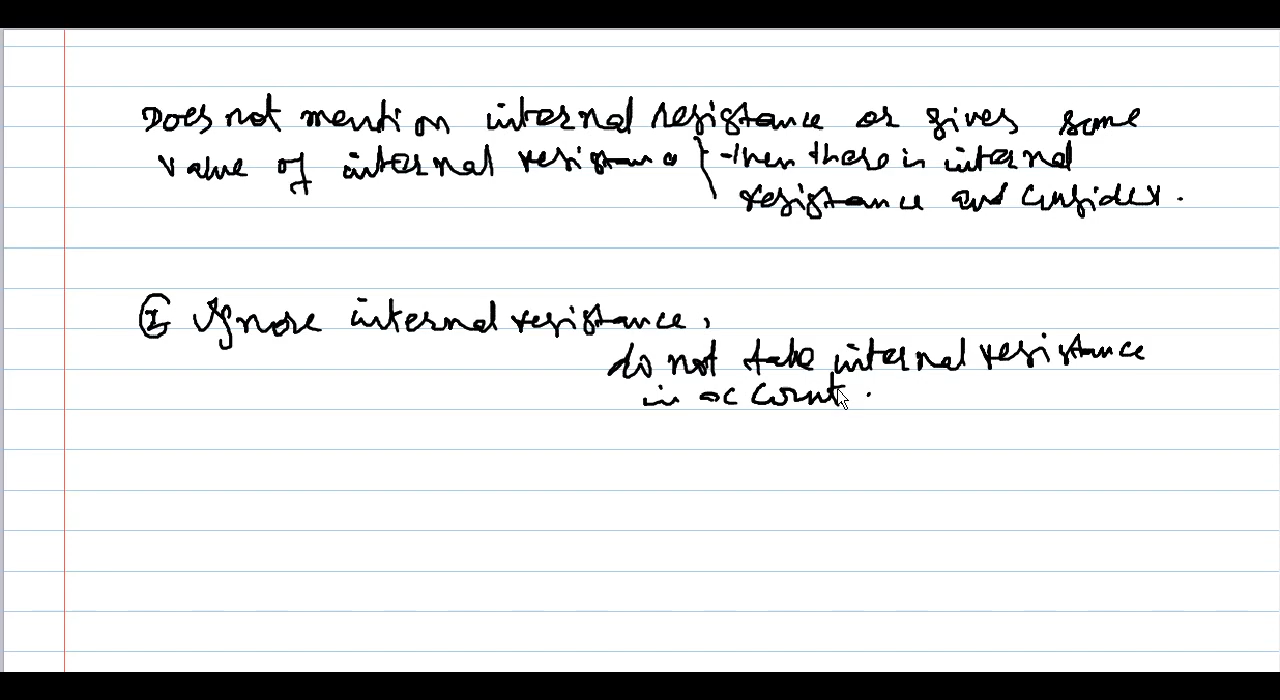 Does not mention internal resistance or gives some
value of internal resistance } then there is internal
resistance and consider.
② Ignore internal resistance,
do not take internal resistance
in account.